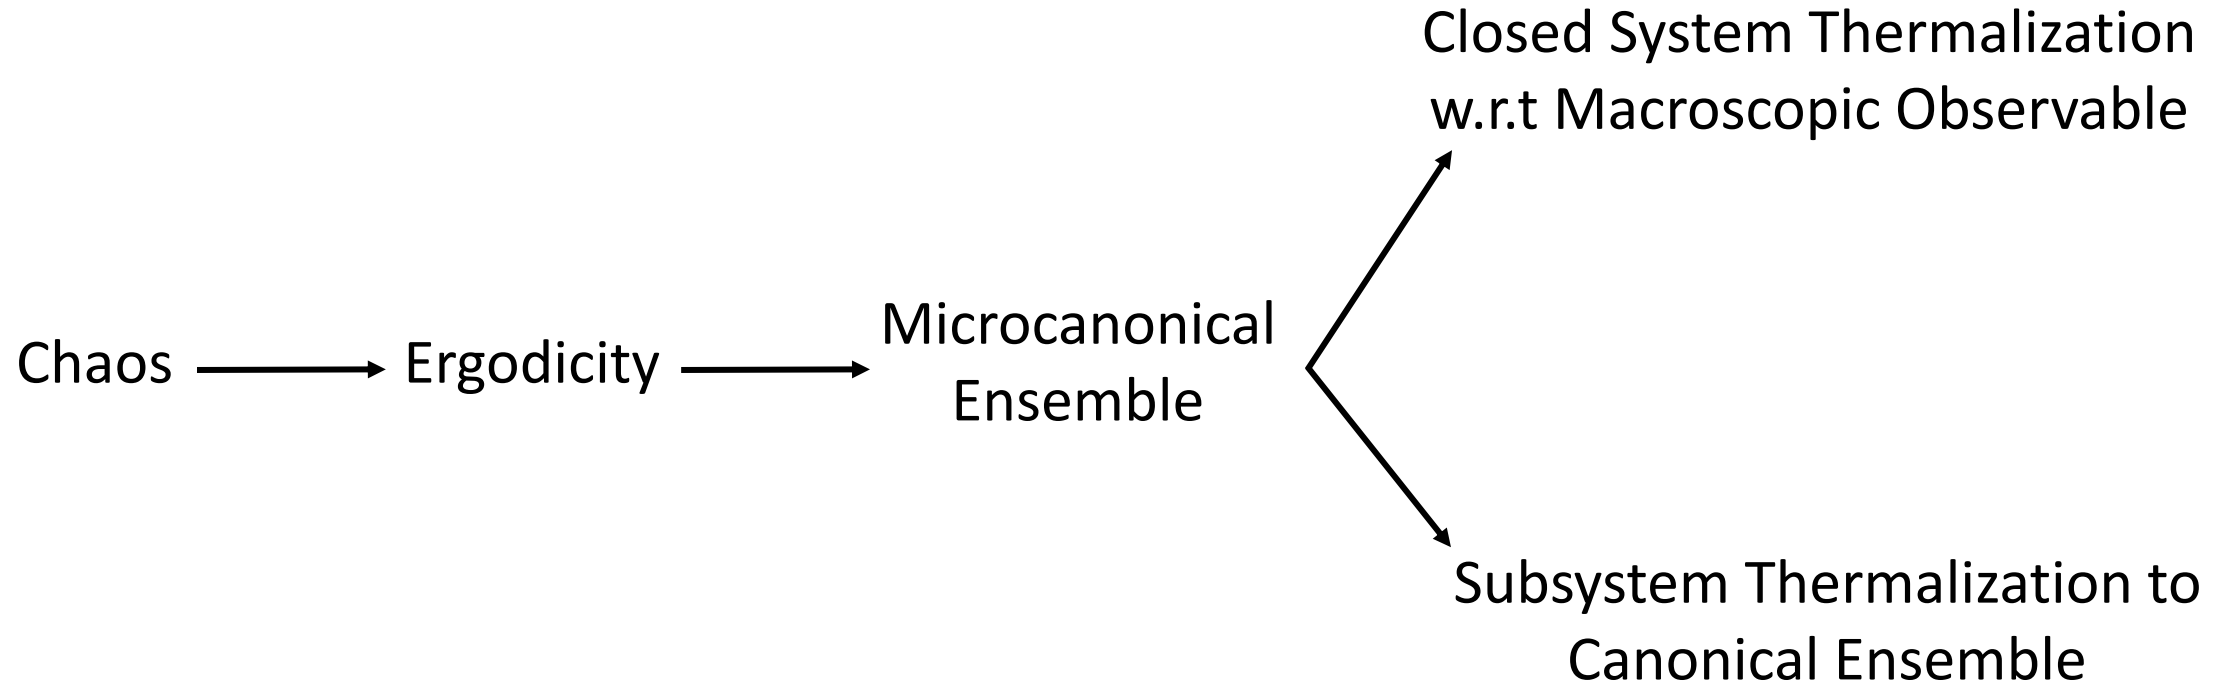 Closed System Thermalization
w.r.t Macroscopic Observable
Chaos
Ergodicity
Microcanonical
Ensemble
Subsystem Thermalization to
Canonical Ensemble